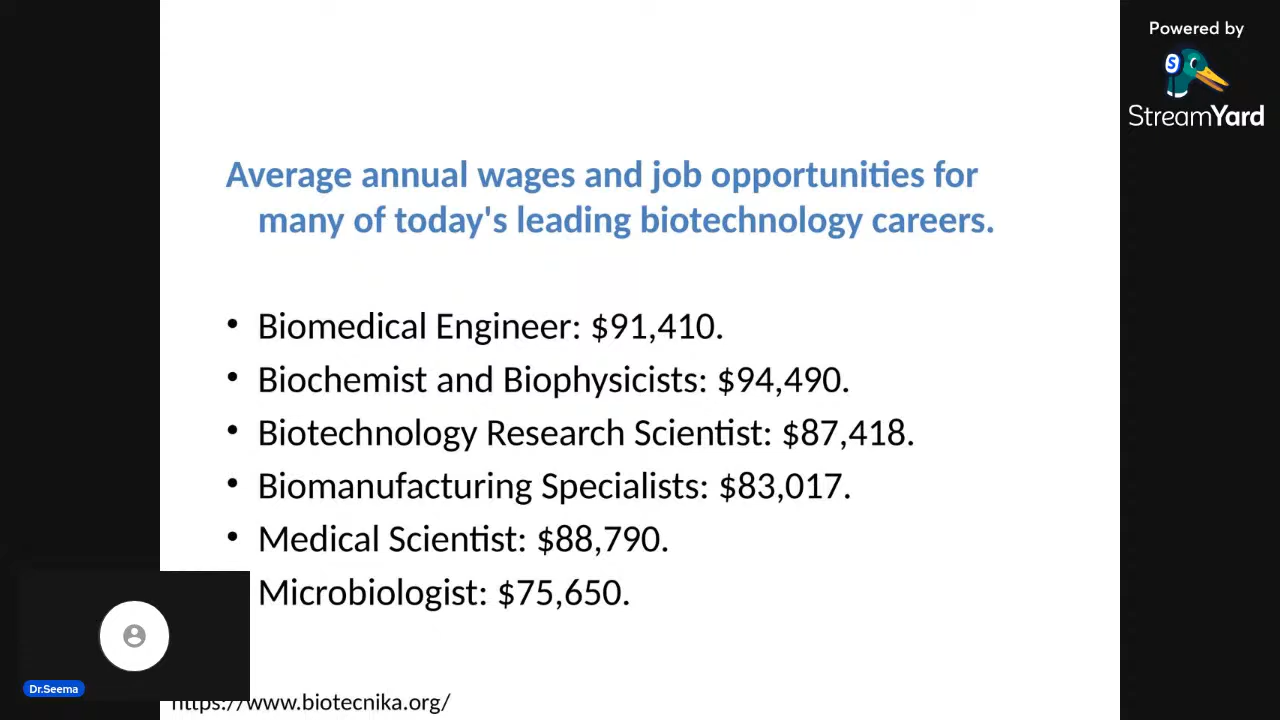 Powered by
StreamYard
Average annual wages and job opportunities for
many of today's leading biotechnology careers.
• Biomedical Engineer: $91,410.
• Biochemist and Biophysicists: $94,490.
• Biotechnology Research Scientist: $87,418.
• Biomanufacturing Specialists: $83,017.
• Medical Scientist: $88,790.
Microbiologist: $75,650.
Dr.Seema
https://www.biotecnika.org/